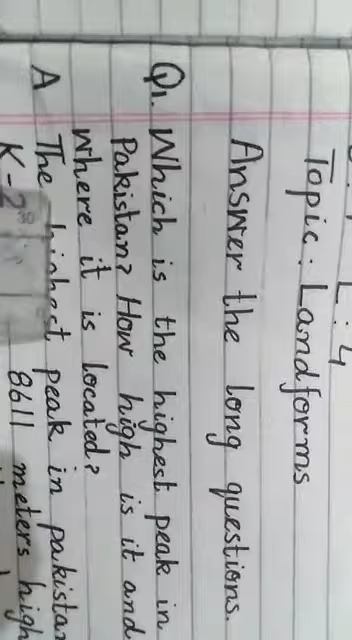 L: 4
Topic: Landforms
Answer the long questions.
Q1. Which is the highest peak in
Pakistan? How high is it and
where it is located?
A The highest peak in pakistan
K-2 8611 meters high